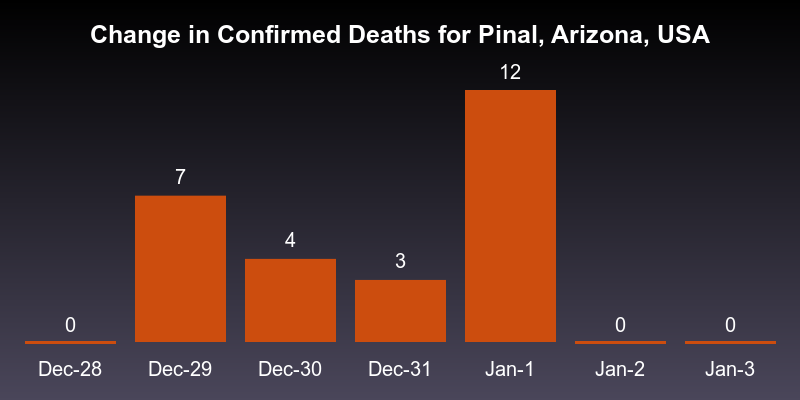 Change in Confirmed Deaths for Pinal, Arizona, USA
12
7
4
3
0
0
0
Dec-28
Dec-29
Dec-30
Dec-31
Jan-1
Jan-2
Jan-3